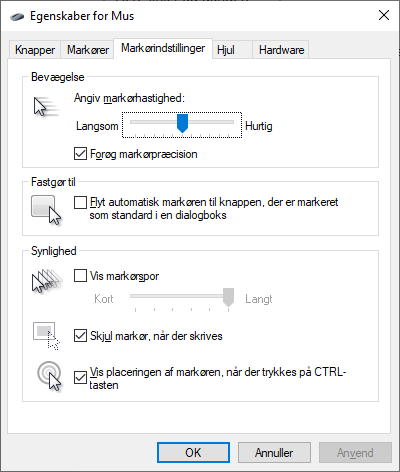 Egenskaber for Mus
Knapper Markører Markørindstillinger Hjul Hardware
Bevægelse
Angiv markørhastighed:
Langsom Hurtig
Forøg markørpræcision
Fastgør til
Flyt automatisk markøren til knappen, der er markeret
som standard i en dialogboks
Synlighed
Vis markørspor
Kort Langt
Skjul markør, når der skrives
Vis placeringen af markøren, når der trykkes på CTRL-
tasten
OK Annuller Anvend